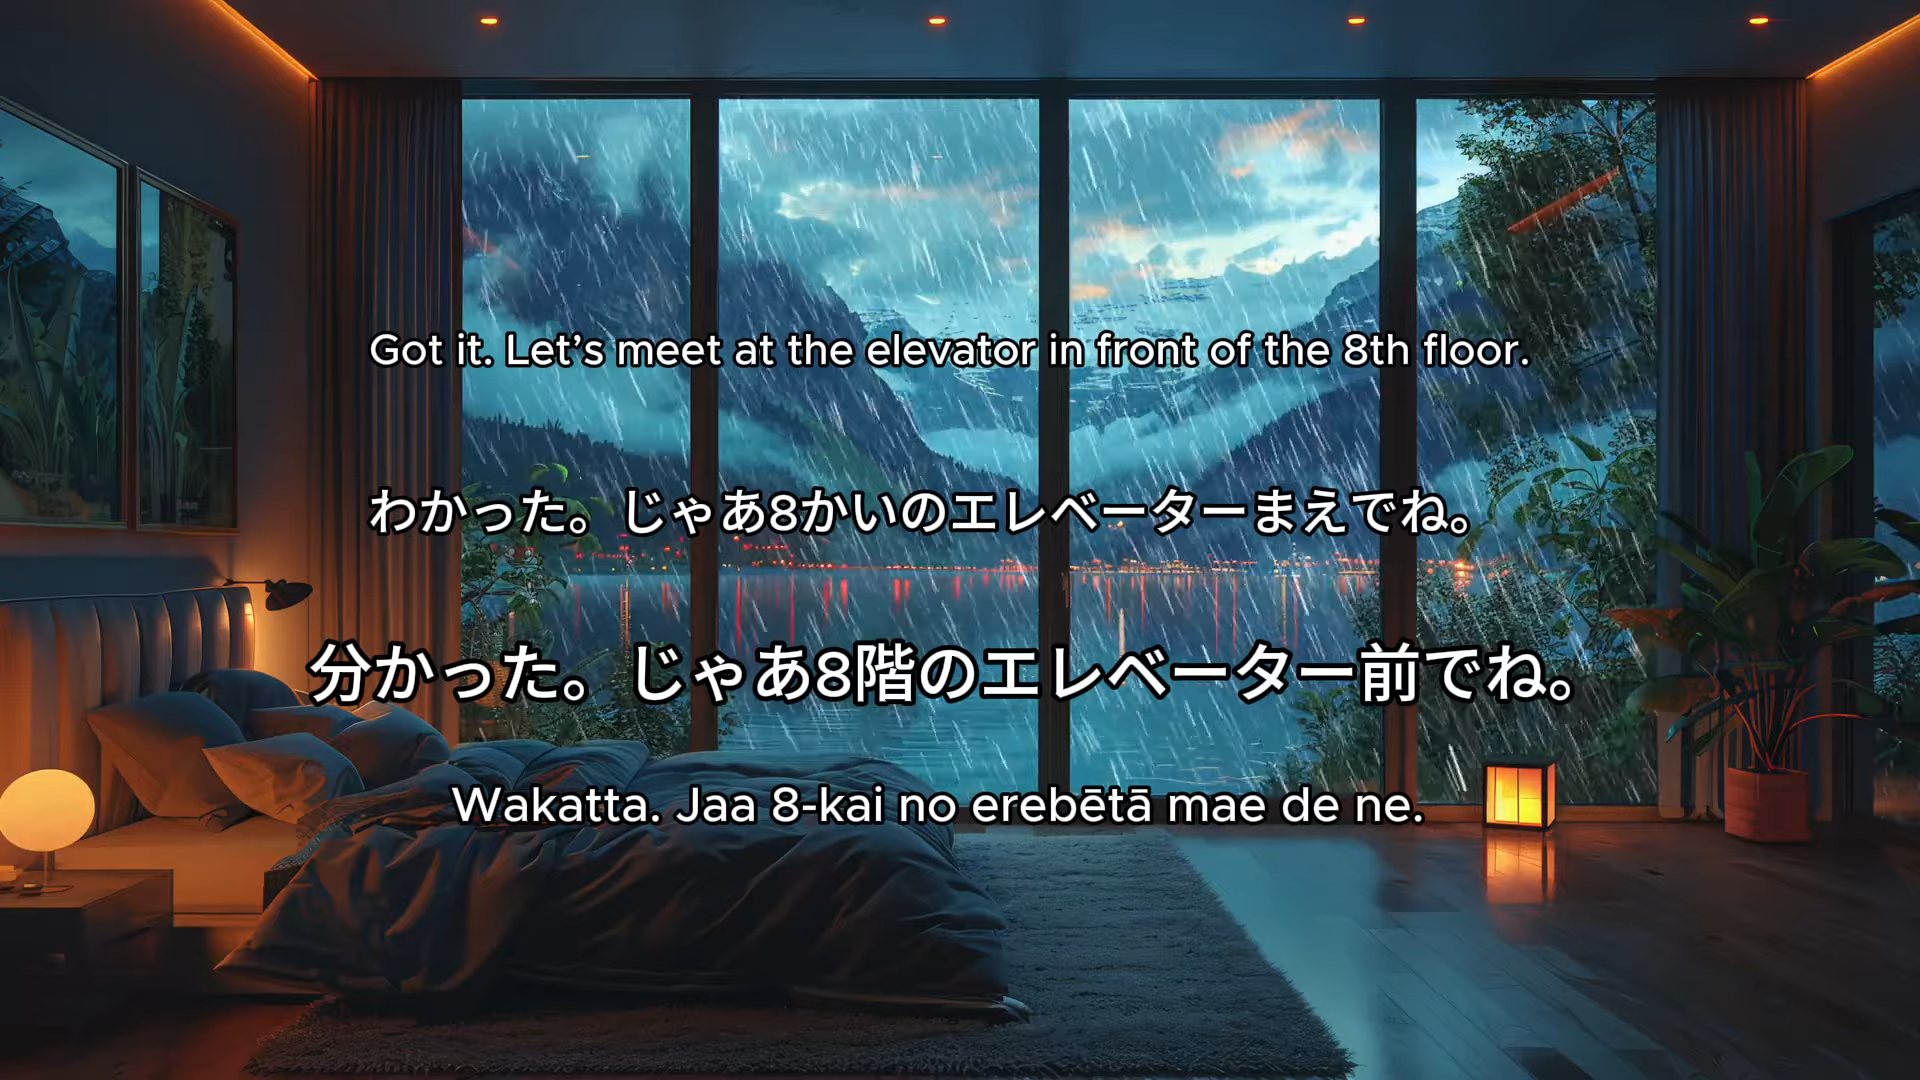 Got it. Let’s meet at the elevator in front of the 8th floor.
わかった。じゃあ8かいのエレベーターまえでね。
分かった。じゃあ8階のエレベーター前でね。
Wakatta. Jaa 8-kai no erebētā mae de ne.